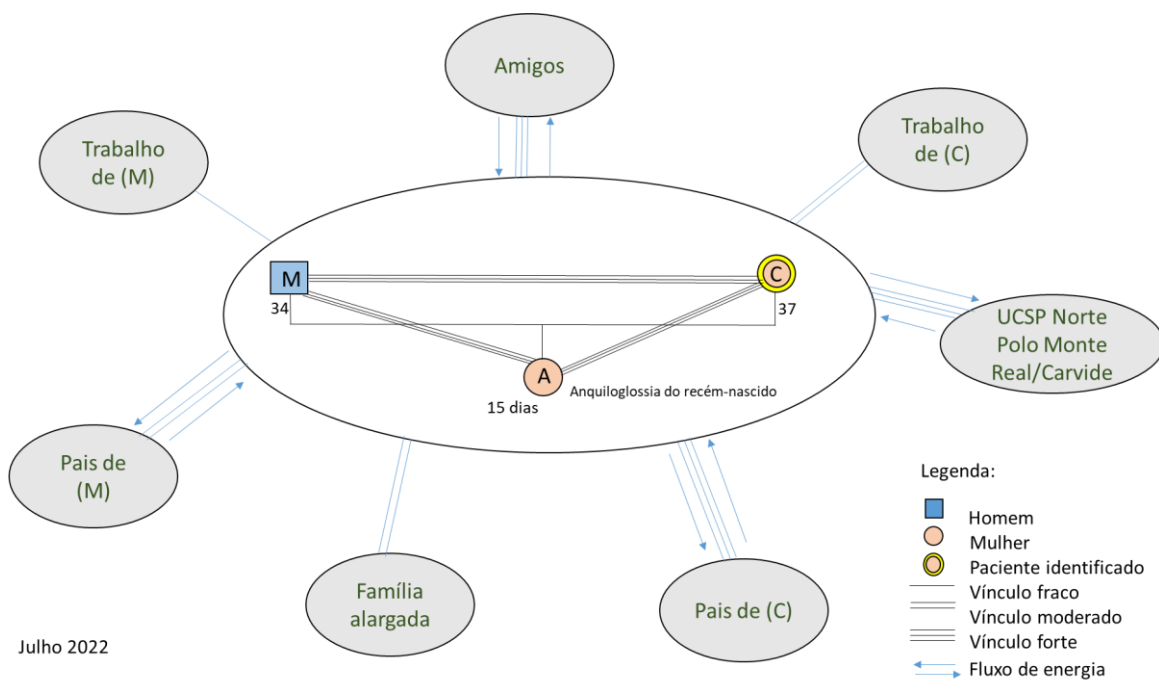 Amigos
Trabalho
de (M)
Trabalho
de (C)
M
C
34
37
A
Anquiloglossia do recém-nascido
15 dias
UCSP Norte
Polo Monte
Real/Carvide
Pais de
(M)
Família
alargada
Pais de (C)
Legenda:
Homem
Mulher
Paciente identificado
Vínculo fraco
Vínculo moderado
Vínculo forte
Fluxo de energia
Julho 2022